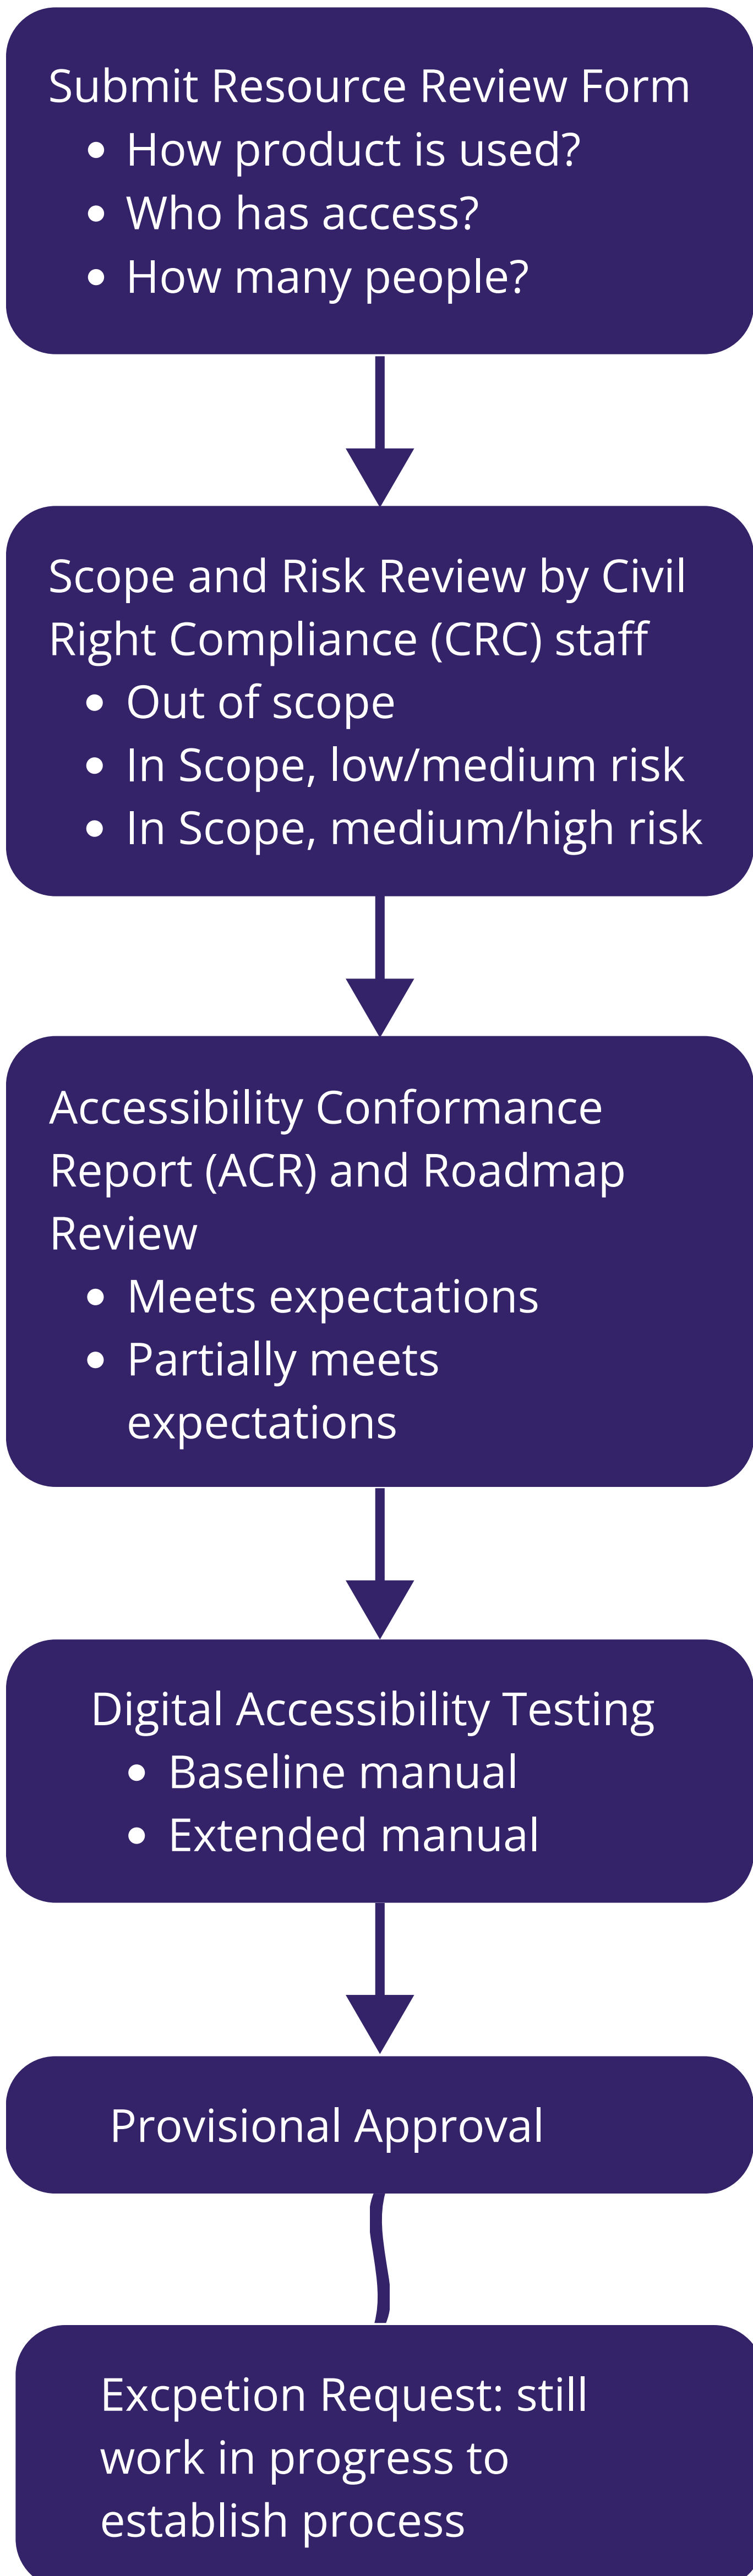 Submit Resource Review Form
• How product is used?
• Who has access?
• How many people?
Scope and Risk Review by Civil
Right Compliance (CRC) staff
• Out of scope
• In Scope, low/medium risk
• In Scope, medium/high risk
Accessibility Conformance
Report (ACR) and Roadmap
Review
• Meets expectations
• Partially meets
expectations
Digital Accessibility Testing
• Baseline manual
• Extended manual
Provisional Approval
Excpetion Request: still
work in progress to
establish process